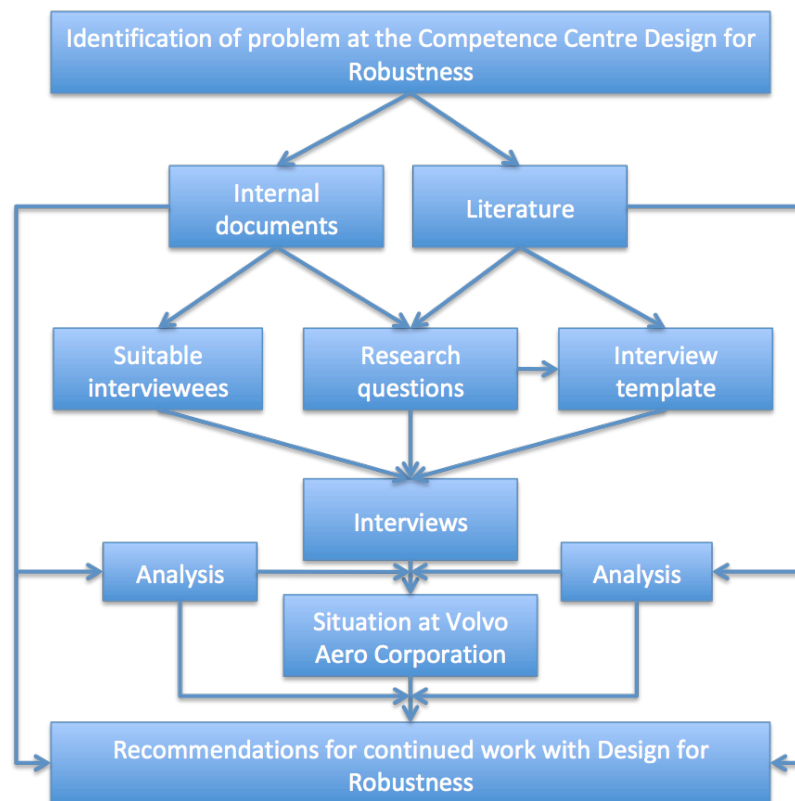 Identification of problem at the Competence Centre Design for
Robustness
Internal
documents
Literature
Suitable
interviewees
Research
questions
Interview
template
Interviews
Analysis
Analysis
Situation at Volvo
Aero Corporation
Recommendations for continued work with Design for
Robustness